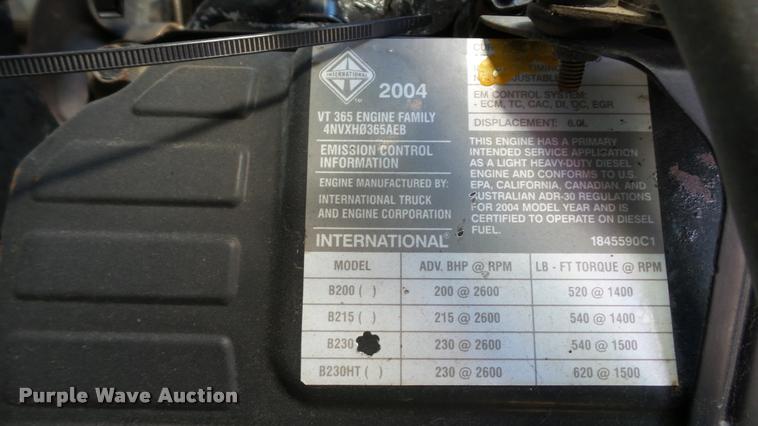 INTERNATIONAL
TM
2004
VT 365 ENGINE FAMILY
4NVXHØ365AEB
EMISSION CONTROL
INFORMATION
ENGINE MANUFACTURED BY:
INTERNATIONAL TRUCK
AND ENGINE CORPORATION
INTERNATIONAL®
EM CONTROL SYSTEM:
- ECM, TC, CAC, DI, OC, EGR
DISPLACEMENT: 6.0L
THIS ENGINE HAS A PRIMARY
INTENDED SERVICE APPLICATION
AS A LIGHT HEAVY-DUTY DIESEL
ENGINE AND CONFORMS TO U.S.
EPA, CALIFORNIA, CANADIAN, AND
AUSTRALIAN ADR-30 REGULATIONS
FOR 2004 MODEL YEAR AND IS
CERTIFIED TO OPERATE ON DIESEL
FUEL.
1845590C1
MODEL ADV. BHP @ RPM LB - FT TORQUE @ RPM
B200 ( ) 200 @ 2600 520 @ 1400
B215 ( ) 215 @ 2600 540 @ 1400
B230 230 @ 2600 540 @ 1500
B230HT ( ) 230 @ 2600 620 @ 1500
Purple Wave Auction